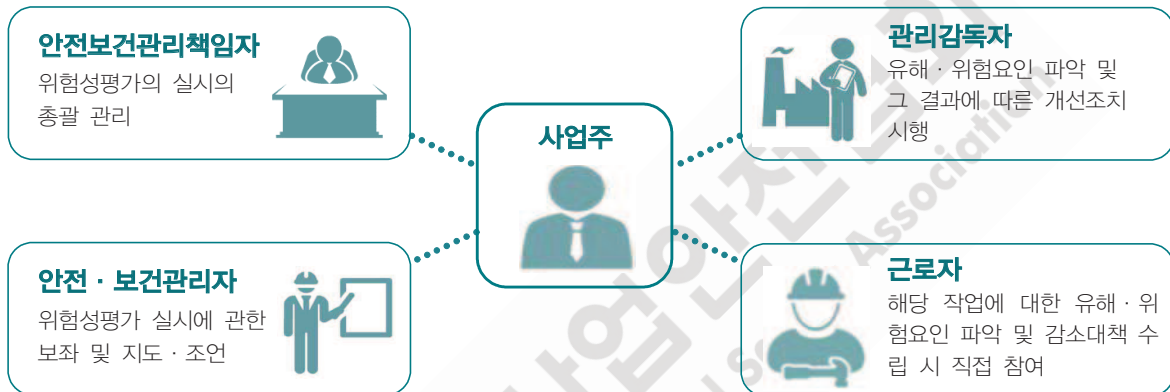 안전보건관리책임자
위험성평가의 실시의
총괄 관리
관리감독자
유해 · 위험요인 파악 및
그 결과에 따른 개선조치
시행
사업주
안전 · 보건관리자
위험성평가 실시에 관한
보좌 및 지도 · 조언
근로자
해당 작업에 대한 유해 · 위
험요인 파악 및 감소대책 수
립 시 직접 참여
Association